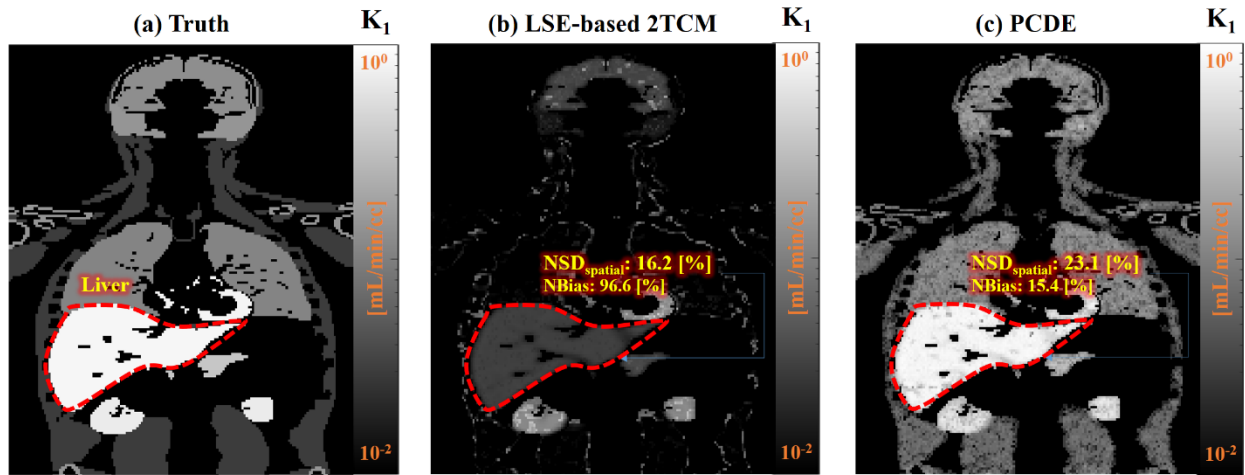 (a) Truth
K₁
10⁰
[mL/min/cc]
10⁻²
Liver
(b) LSE-based 2TCM
K₁
10⁰
[mL/min/cc]
10⁻²
NSDspatial: 16.2 [%]
NBias: 96.6 [%]
(c) PCDE
K₁
10⁰
[mL/min/cc]
10⁻²
NSDspatial: 23.1 [%]
NBias: 15.4 [%]